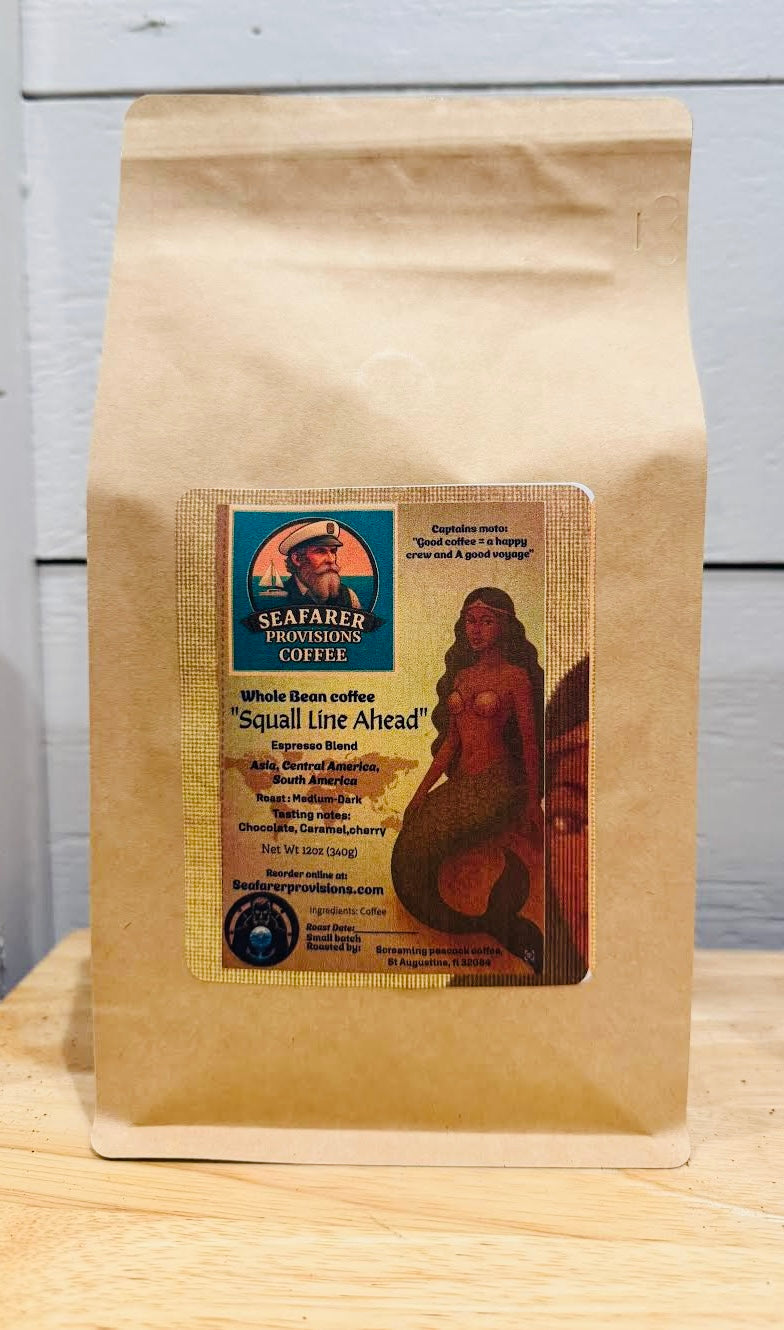 Captains moto:
"Good coffee = a happy
crew and A good voyage"
SEAFARER
PROVISIONS
COFFEE
Whole Bean coffee
"Squall Line Ahead"
Espresso Blend
Asia, Central America,
South America
Roast: Medium-Dark
Tasting notes:
Chocolate, Caramel,cherry
Net Wt 12oz (340g)
Reorder online at:
Seafarerprovisions.com
Ingredients: Coffee
Roast Date:
Small batch
Roasted by: Screaming peacock coffee,
St Augustine, fl 32084